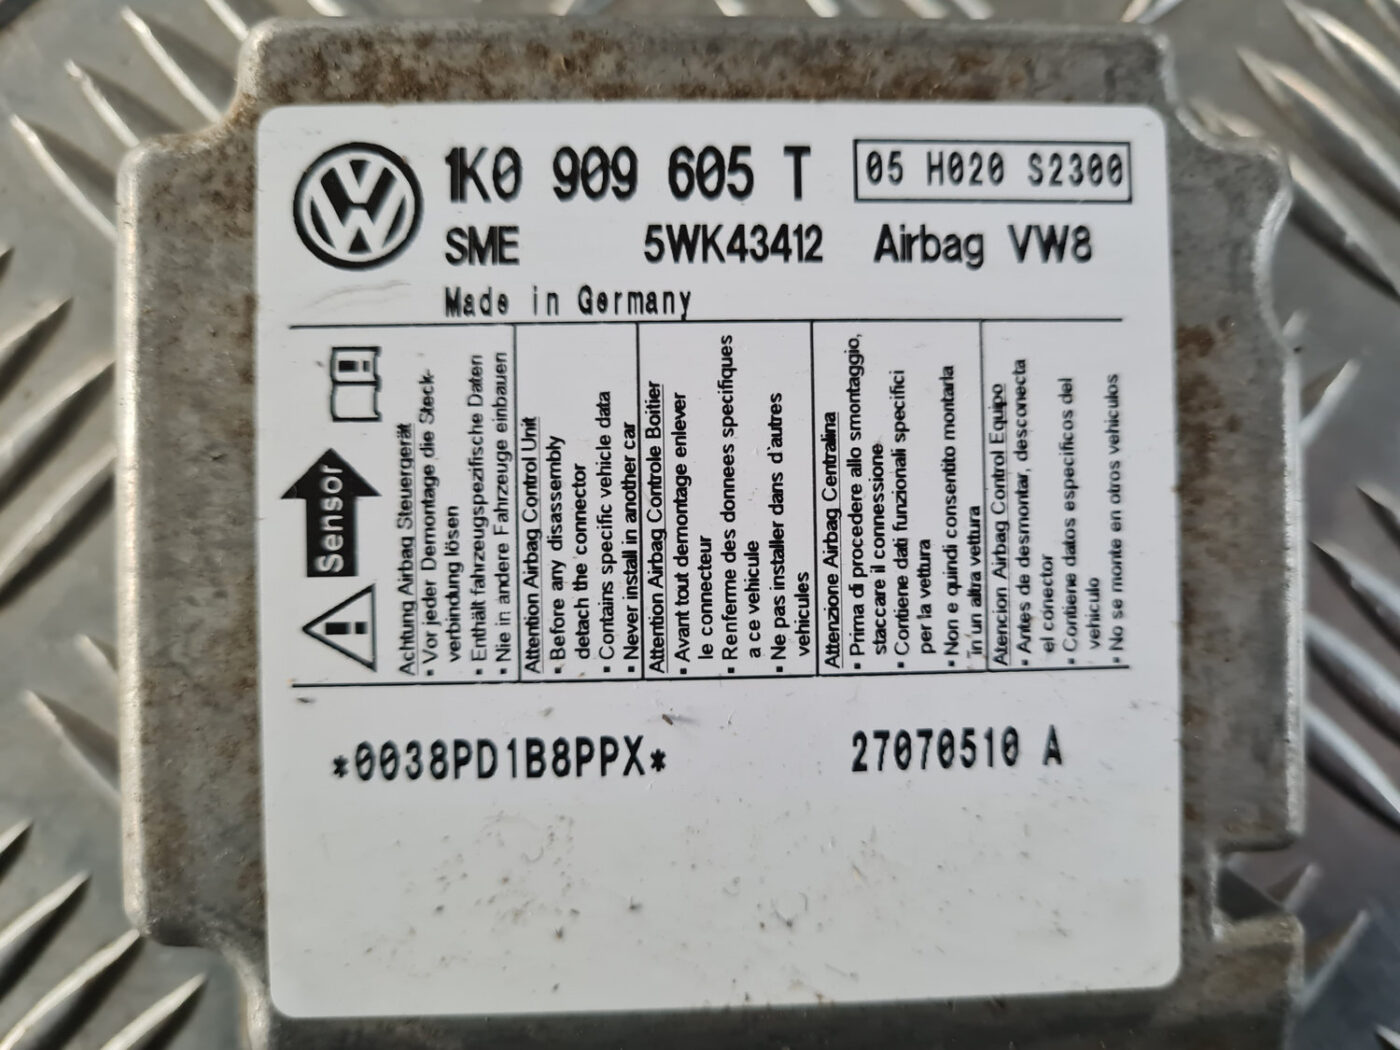 1K0 909 605 T
05 H020 S2300
SME 5WK43412 Airbag VW8
Made in Germany
Sensor
Achtung Airbag Steuergerät
• Vor jeder Demontage die Steck-
verbindung lösen
• Enthält fahrzeugspezifische Daten
• Nie in andere Fahrzeuge einbauen
Attention Airbag Control Unit
• Before any disassembly
detach the connector
• Contains specific vehicle data
• Never install in another car
Attention Airbag Controle Boitier
• Avant tout demontage enlever
le connecteur
• Renferme des donnees specifiques
a ce vehicule
• Ne pas installer dans d'autres
vehicules
Attenzione Airbag Centralina
• Prima di procedere allo smontaggio,
staccare il connessione
• Contiene dati funzionali specifici
per la vettura
• Non e quindi consentito montarla
in un altra vettura
Atencion Airbag Control Equipo
• Antes de desmontar, desconecta
el conector
• Contiene datos especificos del
vehiculo
• No se monte en otros vehiculos
*0038PD1B8PPX*
27070510 A